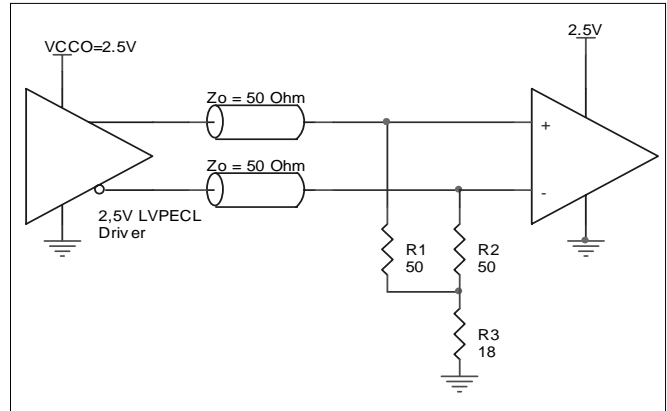 VCCO=2.5V
2.5V
Zo = 50 Ohm
+
Zo = 50 Ohm
-
2,5V LVPECL
Driver
R1
50
R2
50
R3
18